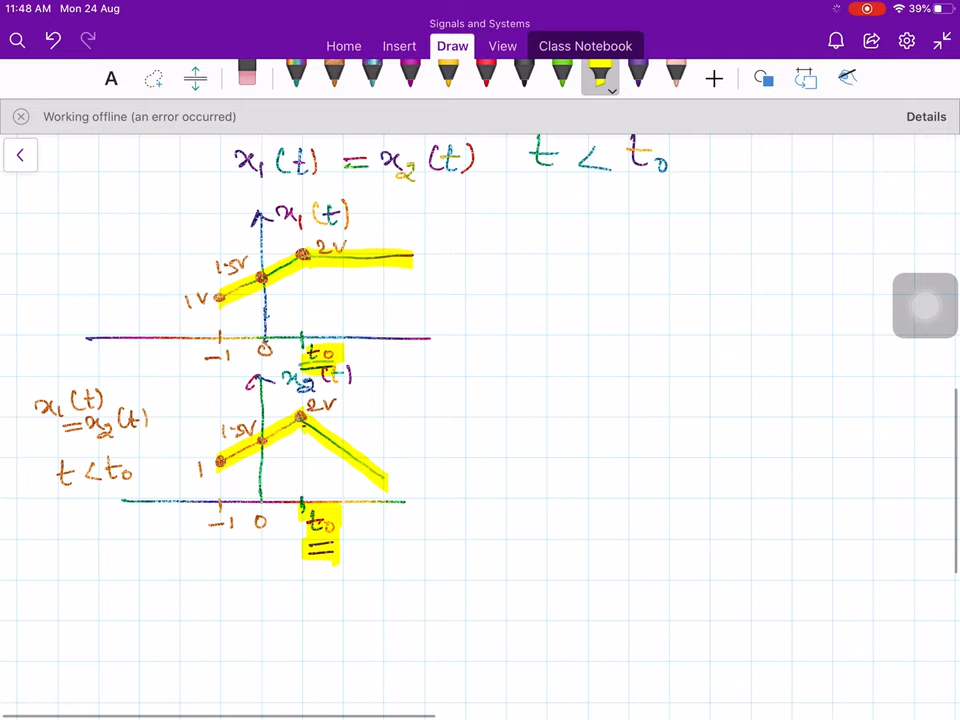 11:48 AM Mon 24 Aug
39%
Signals and Systems
Home Insert Draw View Class Notebook
A
Working offline (an error occurred)
Details
x₁(t) = x₂(t) t < t₀
x₁(t)
2V
1.5V
1V
-1 0 t₀
x₂(t)
2V
1.5V
1
-1 0 t₀
x₁(t)
=x₂(t)
t < t₀